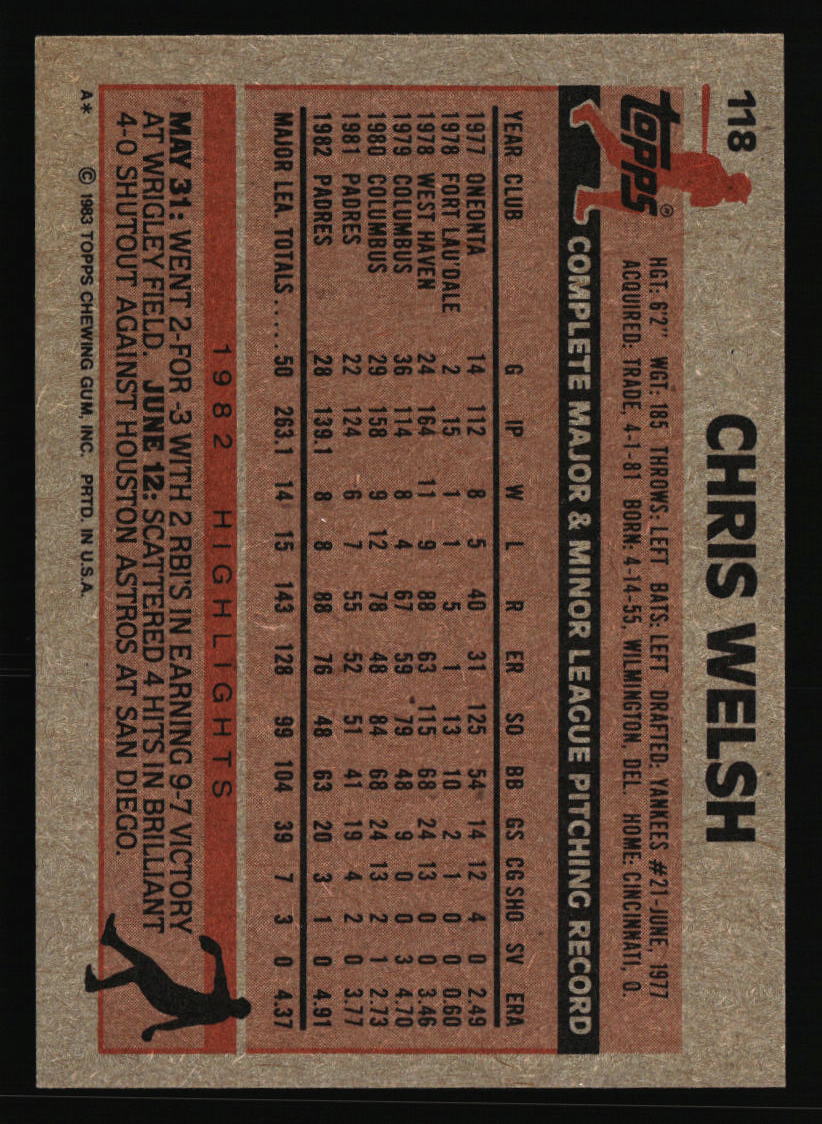 118
CHRIS WELSH
topps®
HGT: 6'2" WGT: 185 THROWS: LEFT BATS: LEFT DRAFTED: YANKEES #21-JUNE, 1977
ACQUIRED: TRADE, 4-1-81 BORN: 4-14-55, WILMINGTON, DEL. HOME: CINCINNATI, O.
COMPLETE MAJOR & MINOR LEAGUE PITCHING RECORD
YEAR CLUB G IP W L R ER SO BB GS CG SHO SV ERA
1977 ONEONTA 14 112 8 5 40 31 125 54 14 12 4 0 2.49
1978 FORT LAU'DALE 2 15 1 1 5 1 13 10 2 1 0 0 0.60
1978 WEST HAVEN 24 164 11 9 88 63 115 68 24 13 0 0 3.46
1979 COLUMBUS 36 114 8 4 67 59 79 48 9 0 0 3 4.70
1980 COLUMBUS 29 158 9 12 78 48 84 68 24 13 2 1 2.73
1981 PADRES 22 124 6 7 55 52 51 41 19 4 2 0 3.77
1982 PADRES 28 139.1 8 8 88 76 48 63 20 3 1 0 4.91
MAJOR LEA. TOTALS..... 50 263.1 14 15 143 128 99 104 39 7 3 0 4.37
1982 HIGHLIGHTS
MAY 31: WENT 2-FOR -3 WITH 2 RBI'S IN EARNING 9-7 VICTORY
AT WRIGLEY FIELD. JUNE 12: SCATTERED 4 HITS IN BRILLIANT
4-0 SHUTOUT AGAINST HOUSTON ASTROS AT SAN DIEGO.
A* © 1983 TOPPS CHEWING GUM, INC. PRTD. IN U.S.A.